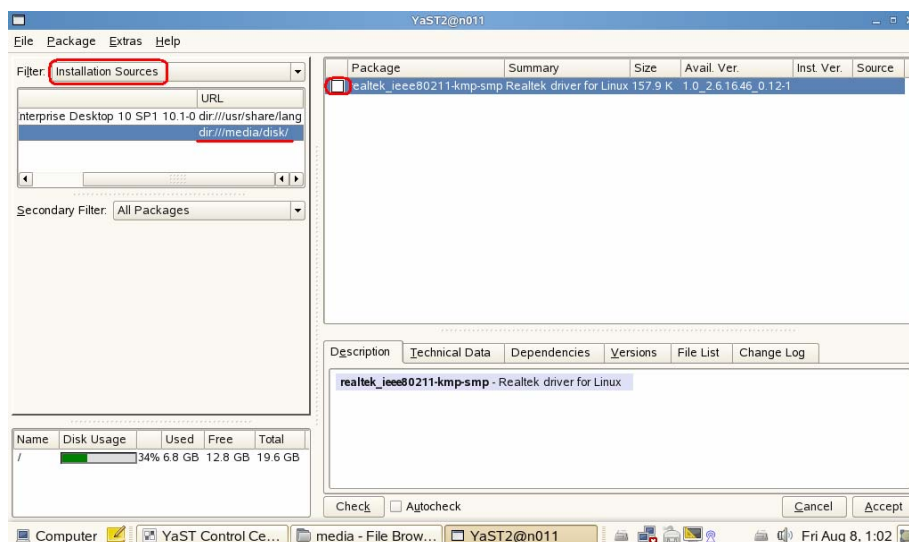 YaST2@n011
File Package Extras Help
Filter: Installation Sources
URL
nterprise Desktop 10 SP1 10.1-0 dir:///usr/share/lang
dir:///media/disk/
Secondary Filter: All Packages
Package Summary Size Avail. Ver. Inst. Ver. Source
ealtek_ieee80211-kmp-smp Realtek driver for Linux 157.9 K 1.0_2.6.16.46_0.12-1
Description Technical Data Dependencies Versions File List Change Log
realtek_ieee80211-kmp-smp - Realtek driver for Linux
Name Disk Usage Used Free Total
/ 34% 6.8 GB 12.8 GB 19.6 GB
Check Autocheck Cancel Accept
Computer YaST Control Ce... media - File Brow... YaST2@n011 Fri Aug 8, 1:02